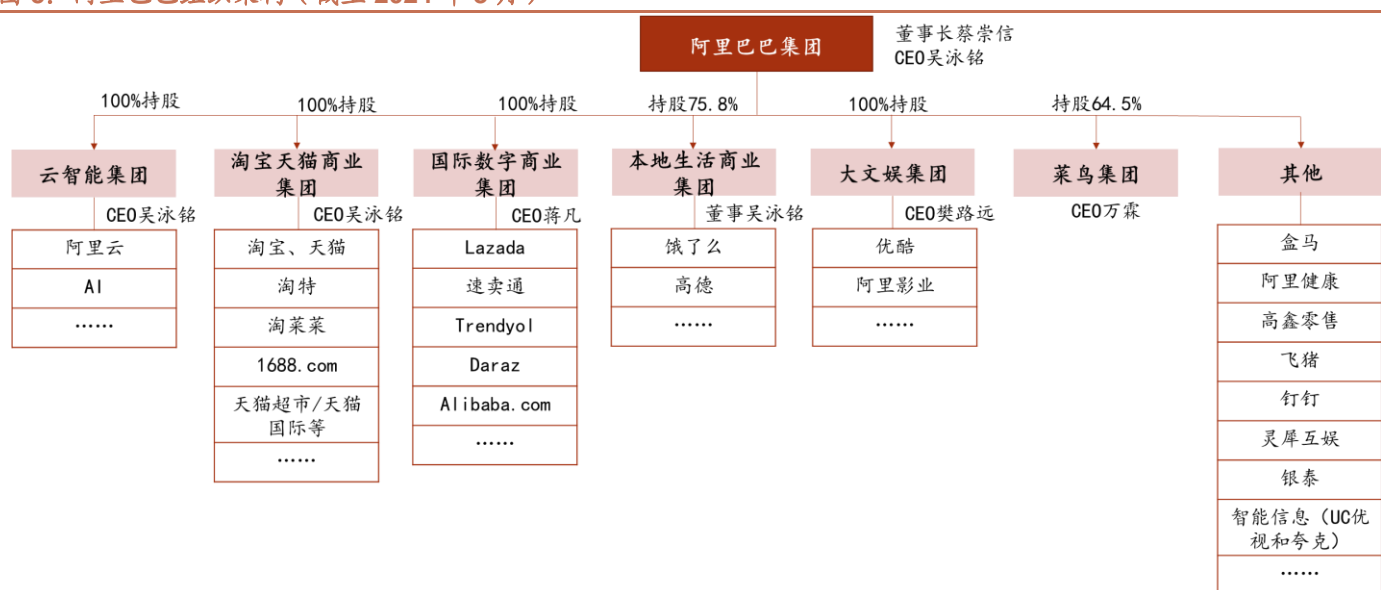 阿里巴巴集团
董事长蔡崇信
CEO吴泳铭
100%持股
100%持股
100%持股
持股75.8%
100%持股
持股64.5%
云智能集团
淘宝天猫商业
集团
国际数字商业
集团
本地生活商业
集团
大文娱集团
菜鸟集团
其他
CEO吴泳铭
CEO吴泳铭
CEO蒋凡
董事吴泳铭
CEO樊路远
CEO万霖
阿里云
AI
……
淘宝、天猫
淘特
淘菜菜
1688.com
天猫超市/天猫
国际等
……
Lazada
速卖通
Trendyol
Daraz
Alibaba.com
……
饿了么
高德
……
优酷
阿里影业
……
盒马
阿里健康
高鑫零售
飞猪
钉钉
灵犀互娱
银泰
智能信息（UC优
视和夸克）
……